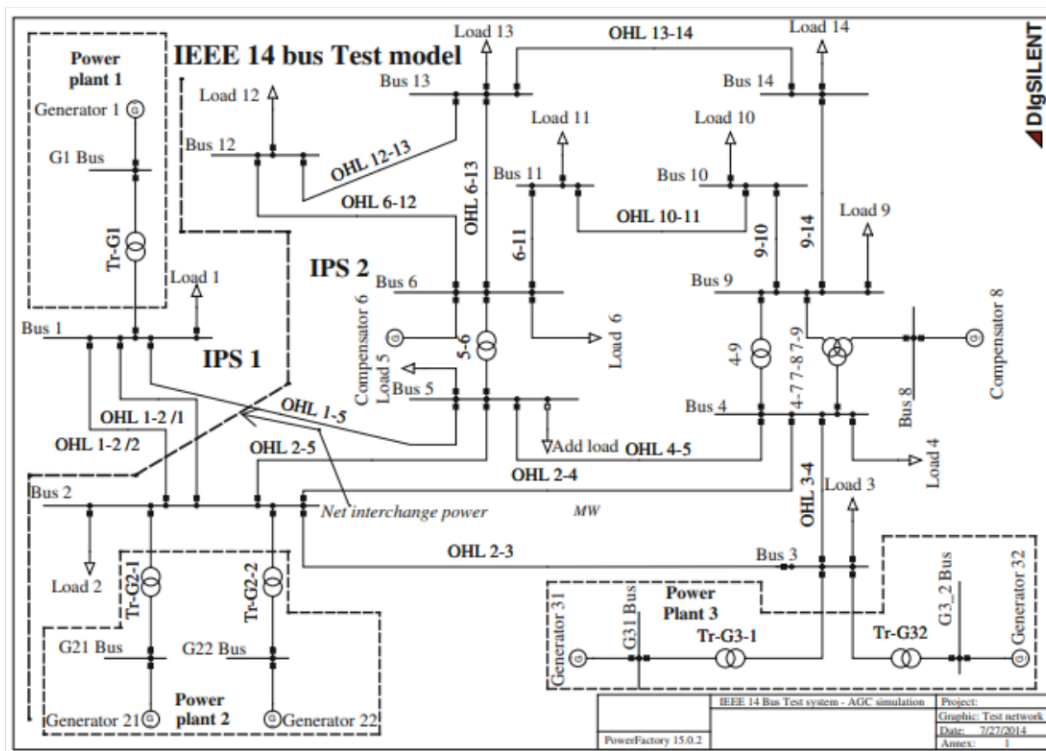 IEEE 14 bus Test model
DIgSILENT
Power
plant 1
Generator 1
G
G1 Bus
Tr-G1
Load 1
Bus 1
IPS 1
Load 12
Bus 12
OHL 12-13
OHL 6-12
Load 13
Bus 13
OHL 13-14
Load 14
Bus 14
OHL 6-13
Load 11
Bus 11
Load 10
Bus 10
OHL 10-11
6-11
9-10
9-14
Load 9
IPS 2
Bus 6
Bus 9
Compensator 6
G
5-6
Load 6
Load 5
Bus 5
4-9
4-7 7-8 7-9
Bus 8
G
Compensator 8
Bus 4
OHL 1-2 /1
OHL 1-2 /2
OHL 1-5
OHL 2-5
Add load
OHL 4-5
OHL 2-4
OHL 3-4
Load 4
Load 3
Bus 2
Net interchange power
MW
OHL 2-3
Bus 3
Load 2
Tr-G2-1
Tr-G2-2
G21 Bus
G22 Bus
Generator 21
G
Power
plant 2
G
Generator 22
Power
Plant 3
Generator 31
G
G31 Bus
Tr-G3-1
Tr-G32
G3_2 Bus
G
Generator 32
IEEE 14 Bus Test system - AGC simulation
PowerFactory 15.0.2
Project:
Graphic: Test network
Date: 7/27/2014
Annex: 1